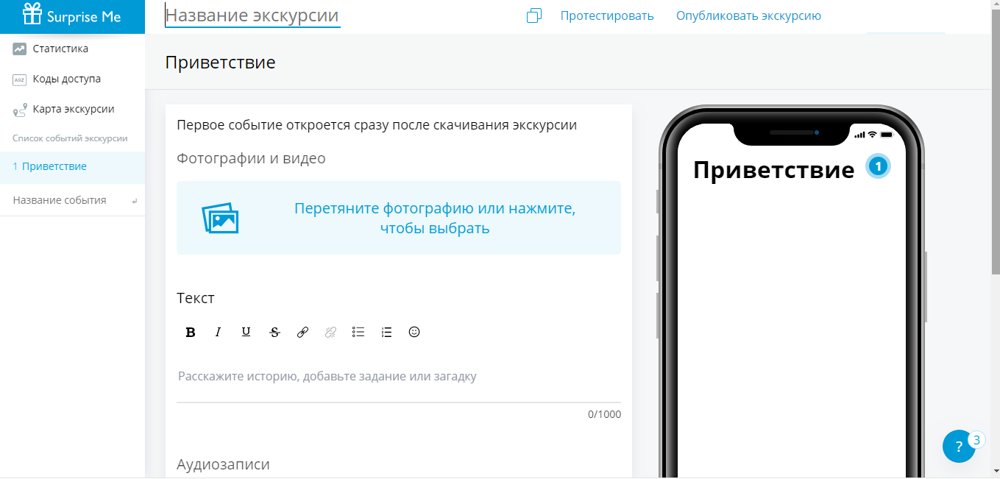 Surprise Me
Название экскурсии
Протестировать
Опубликовать экскурсию
Статистика
A9Z
Коды доступа
Карта экскурсии
Список событий экскурсии
1 Приветствие
Название события
Приветствие
Первое событие откроется сразу после скачивания экскурсии
Фотографии и видео
Перетяните фотографию или нажмите,
чтобы выбрать
Текст
B I U S
Расскажите историю, добавьте задание или загадку
0/1000
Аудиозаписи
Приветствие 1
? 3